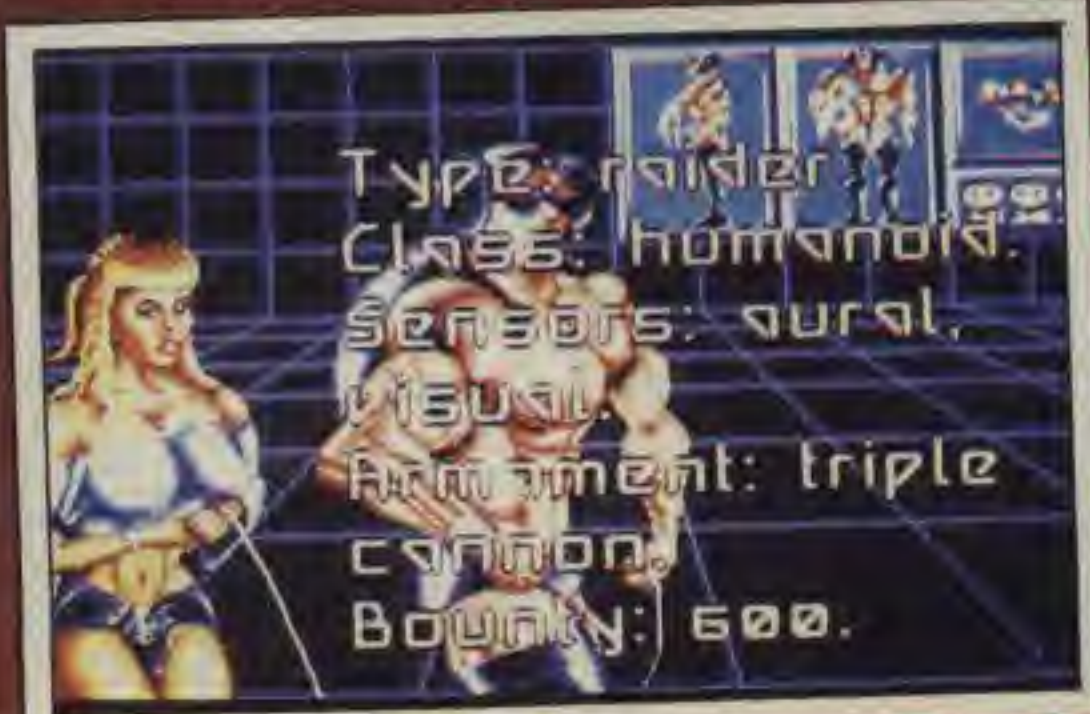 Type: raider
Class: humanoid.
Sensors: aural,
visual.
Armament: triple
cannon.
Bounty: 600.